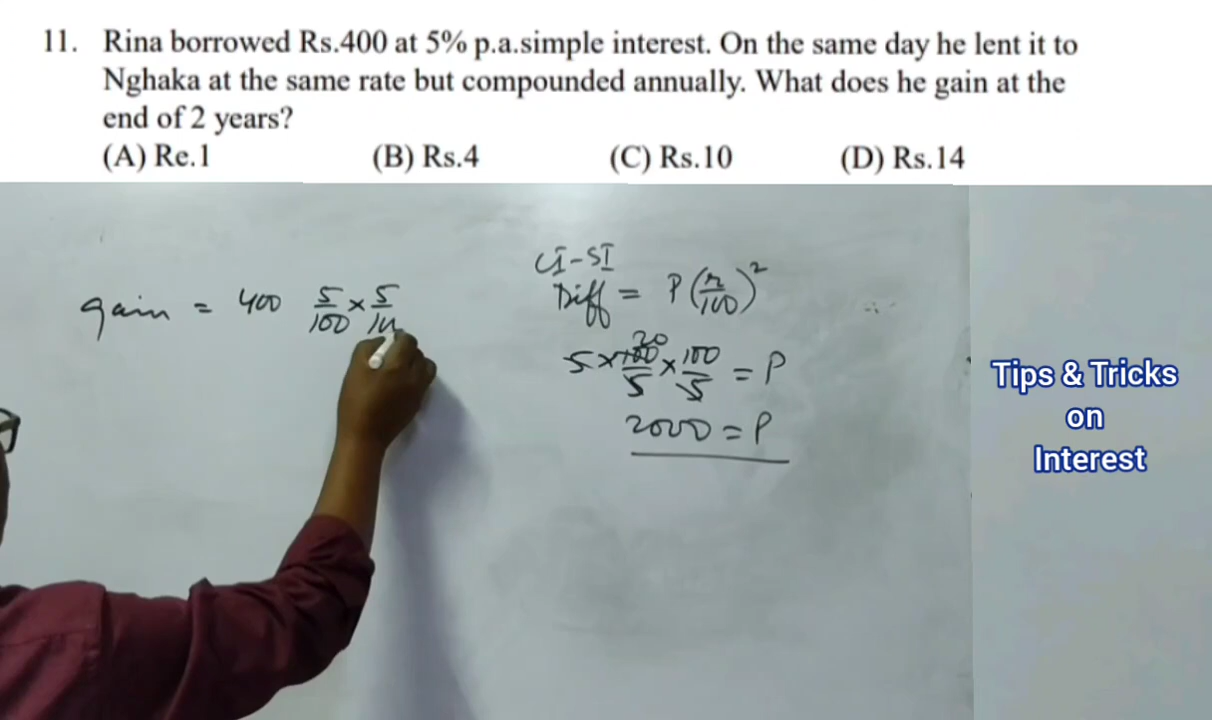 11. Rina borrowed Rs.400 at 5% p.a.simple interest. On the same day he lent it to
Nghaka at the same rate but compounded annually. What does he gain at the
end of 2 years?
(A) Re.1 (B) Rs.4 (C) Rs.10 (D) Rs.14
gain = 400 5/100 × 5/10
CI-SI
Diff = P(r/100)²
5 × 100/5 20 × 100/5 = P
2000 = P
Tips & Tricks
on
Interest